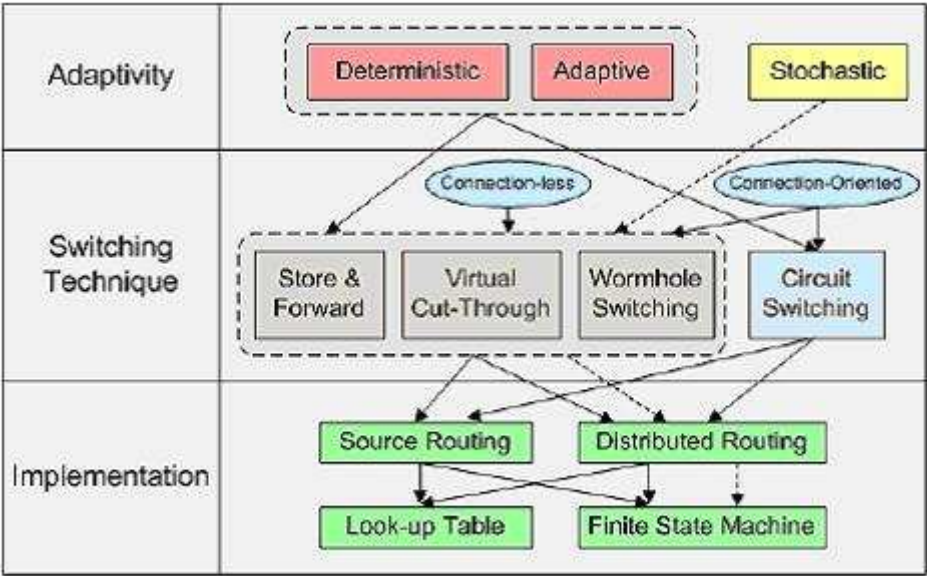 Adaptivity
Deterministic
Adaptive
Stochastic
Switching
Technique
Connection-less
Connection-Oriented
Store &
Forward
Virtual
Cut-Through
Wormhole
Switching
Circuit
Switching
Implementation
Source Routing
Distributed Routing
Look-up Table
Finite State Machine